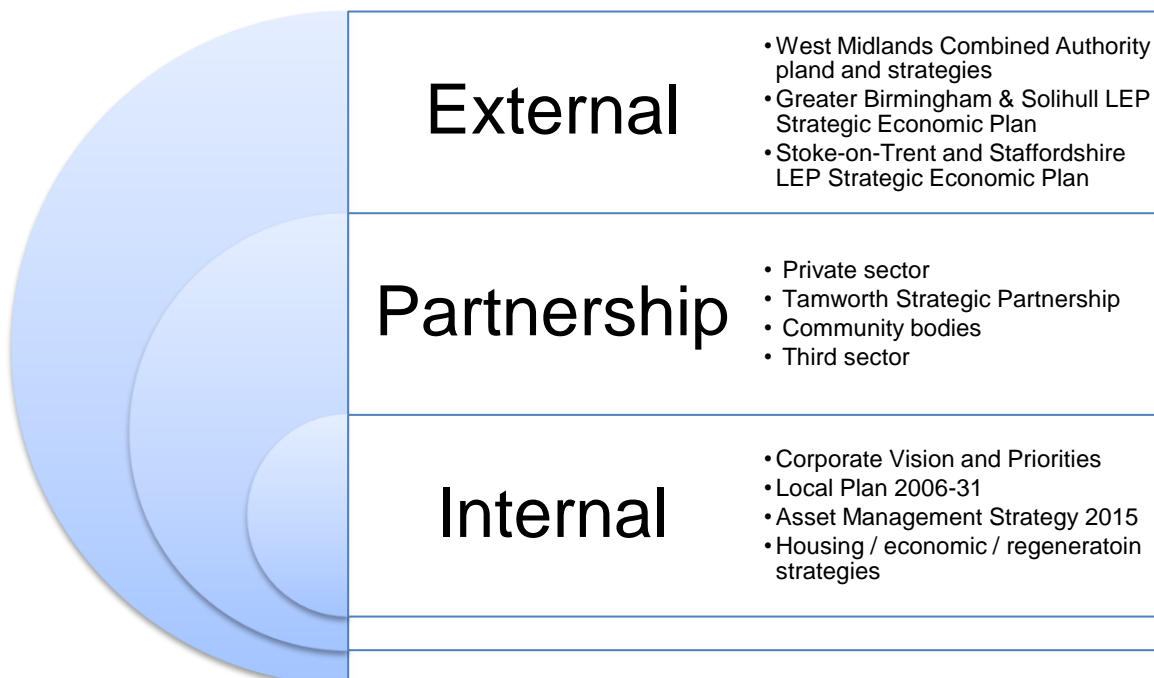 External
• West Midlands Combined Authority
pland and strategies
• Greater Birmingham & Solihull LEP
Strategic Economic Plan
• Stoke-on-Trent and Staffordshire
LEP Strategic Economic Plan
Partnership
• Private sector
• Tamworth Strategic Partnership
• Community bodies
• Third sector
Internal
• Corporate Vision and Priorities
• Local Plan 2006-31
• Asset Management Strategy 2015
• Housing / economic / regeneratoin
strategies